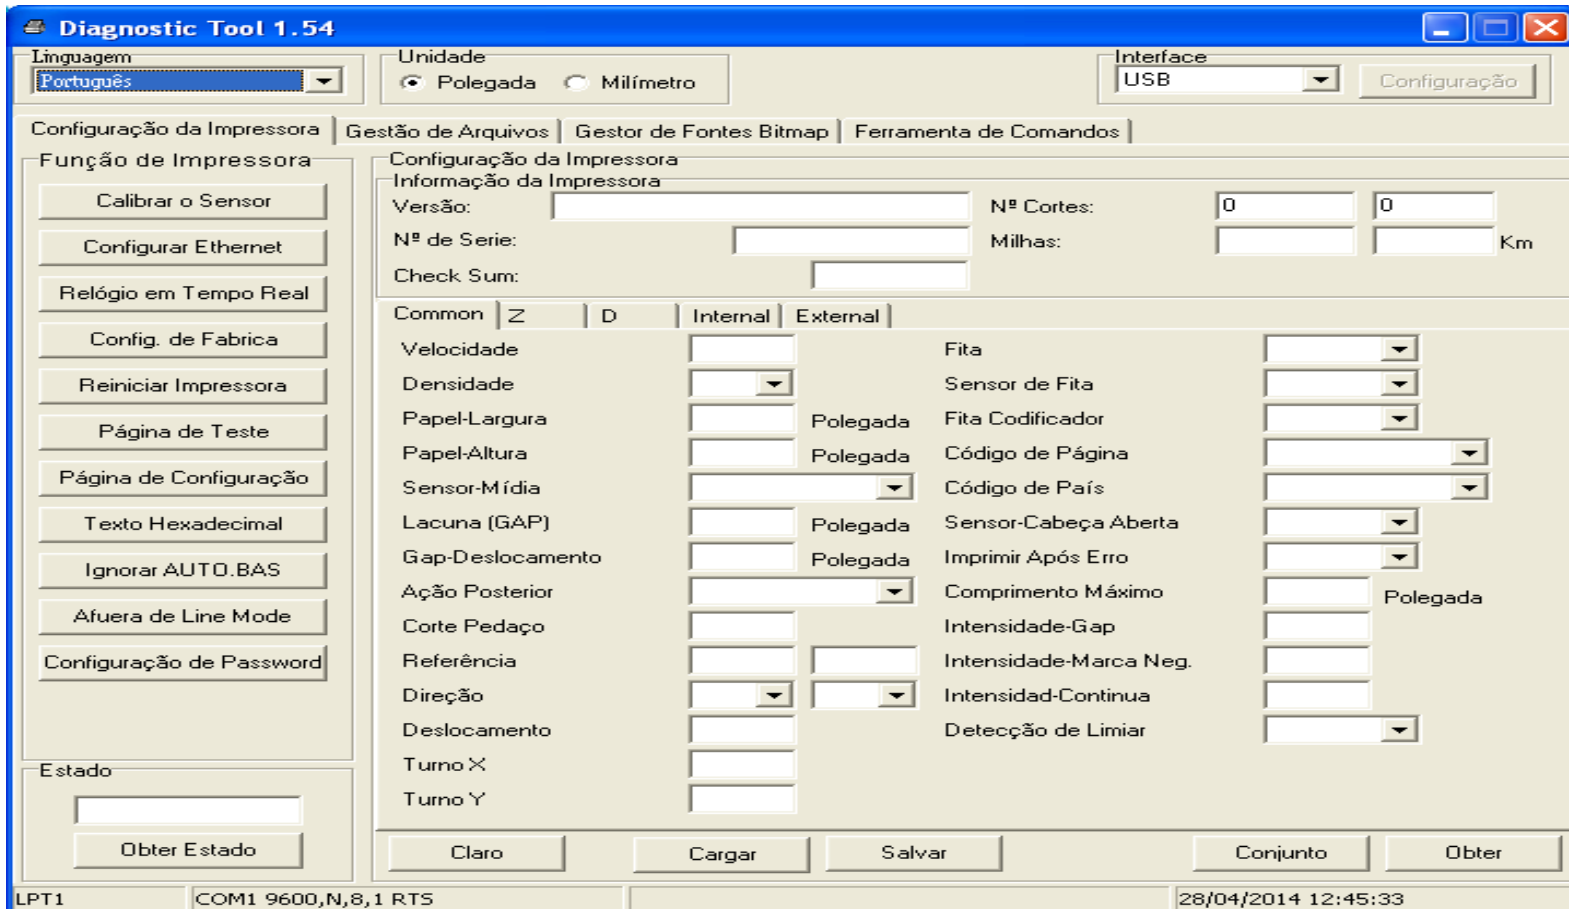 Diagnostic Tool 1.54
Linguagem
Português
Unidade
Polegada Milímetro
Interface
USB Configuração
Configuração da Impressora Gestão de Arquivos Gestor de Fontes Bitmap Ferramenta de Comandos
Função de Impressora
Calibrar o Sensor
Configurar Ethernet
Relógio em Tempo Real
Config. de Fabrica
Reiniciar Impressora
Página de Teste
Página de Configuração
Texto Hexadecimal
Ignorar AUTO.BAS
Afuera de Line Mode
Configuração de Password
Estado
Obter Estado
Configuração da Impressora
Informação da Impressora
Versão: Nº Cortes: 0 0
Nº de Serie: Milhas: Km
Check Sum:
Common Z D Internal External
Velocidade Fita
Densidade Sensor de Fita
Papel-Largura Polegada Fita Codificador
Papel-Altura Polegada Código de Página
Sensor-Mídia Código de País
Lacuna (GAP) Polegada Sensor-Cabeça Aberta
Gap-Deslocamento Polegada Imprimir Após Erro
Ação Posterior Comprimento Máximo Polegada
Corte Pedaço Intensidade-Gap
Referência Intensidade-Marca Neg.
Direção Intensidad-Continua
Deslocamento Detecção de Limiar
Turno X
Turno Y
Claro Cargar Salvar Conjunto Obter
LPT1 COM1 9600,N,8,1 RTS 28/04/2014 12:45:33